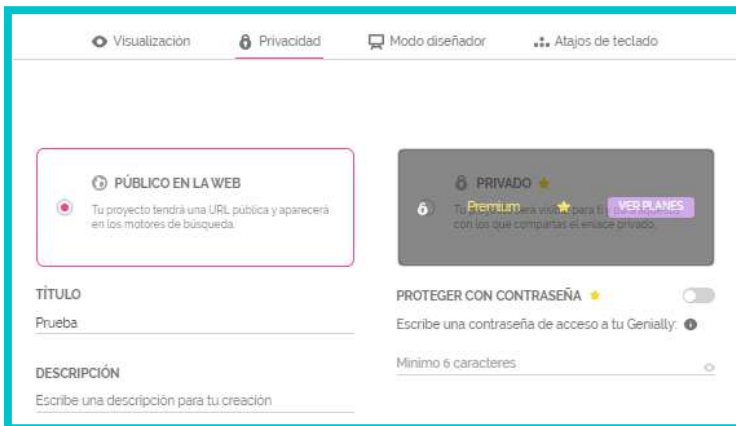 Visualización
Privacidad
Modo diseñador
Atajos de teclado
PÚBLICO EN LA WEB
Tu proyecto tendrá una URL pública y aparecerá
en los motores de búsqueda.
PRIVADO
Premium
VER PLANES
con los que compartas el enlace privado.
TÍTULO
Prueba
DESCRIPCIÓN
Escribe una descripción para tu creación
PROTEGER CON CONTRASEÑA
Escribe una contraseña de acceso a tu Genially:
Mínimo 6 caracteres